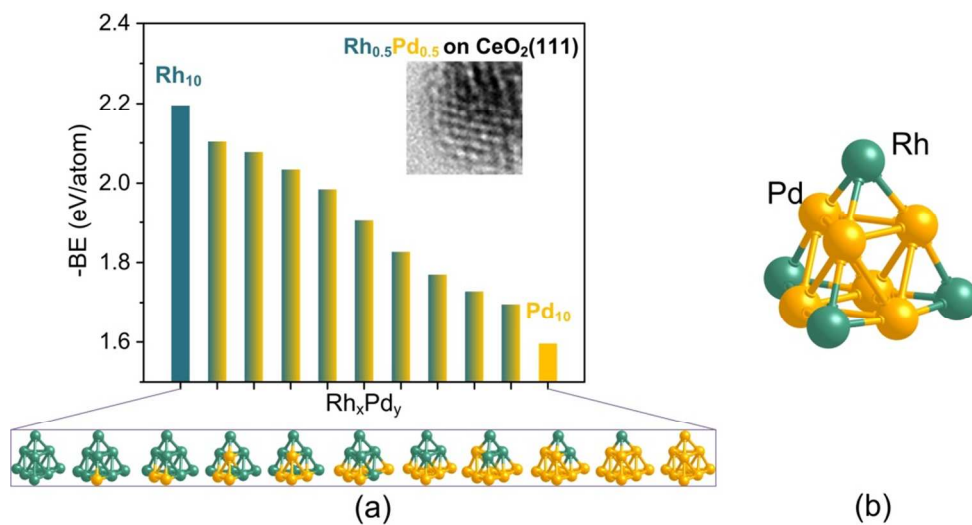 2.4
2.2
2.0
1.8
1.6
-BE (eV/atom)
Rh₁₀
Rh₀.₅Pd₀.₅ on CeO₂(111)
Pd₁₀
RhₓPdᵧ
(a)
Rh
Pd
(b)